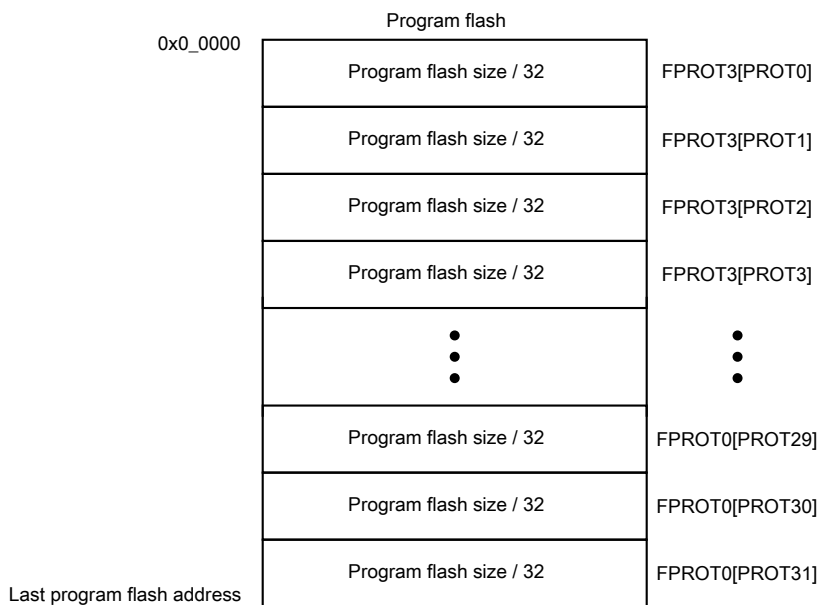 Program flash
0x0_0000
Program flash size / 32 FPROT3[PROT0]
Program flash size / 32 FPROT3[PROT1]
Program flash size / 32 FPROT3[PROT2]
Program flash size / 32 FPROT3[PROT3]
Program flash size / 32 FPROT0[PROT29]
Program flash size / 32 FPROT0[PROT30]
Program flash size / 32 FPROT0[PROT31]
Last program flash address